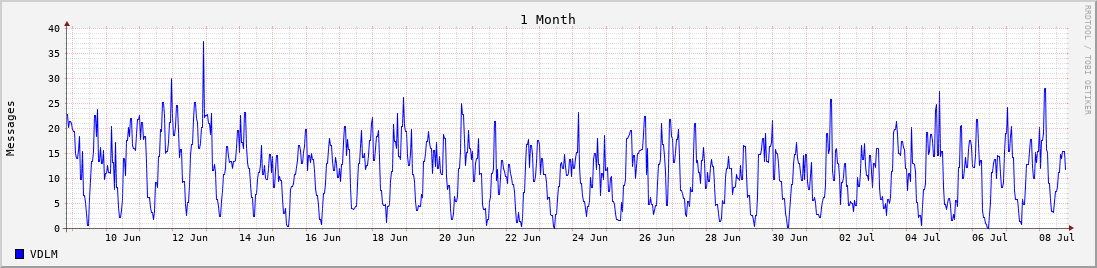 1 Month
RRDTOOL / TOBI OETIKER
Messages
40
35
30
25
20
15
10
5
0
10 Jun 12 Jun 14 Jun 16 Jun 18 Jun 20 Jun 22 Jun 24 Jun 26 Jun 28 Jun 30 Jun 02 Jul 04 Jul 06 Jul 08 Jul
VDLM